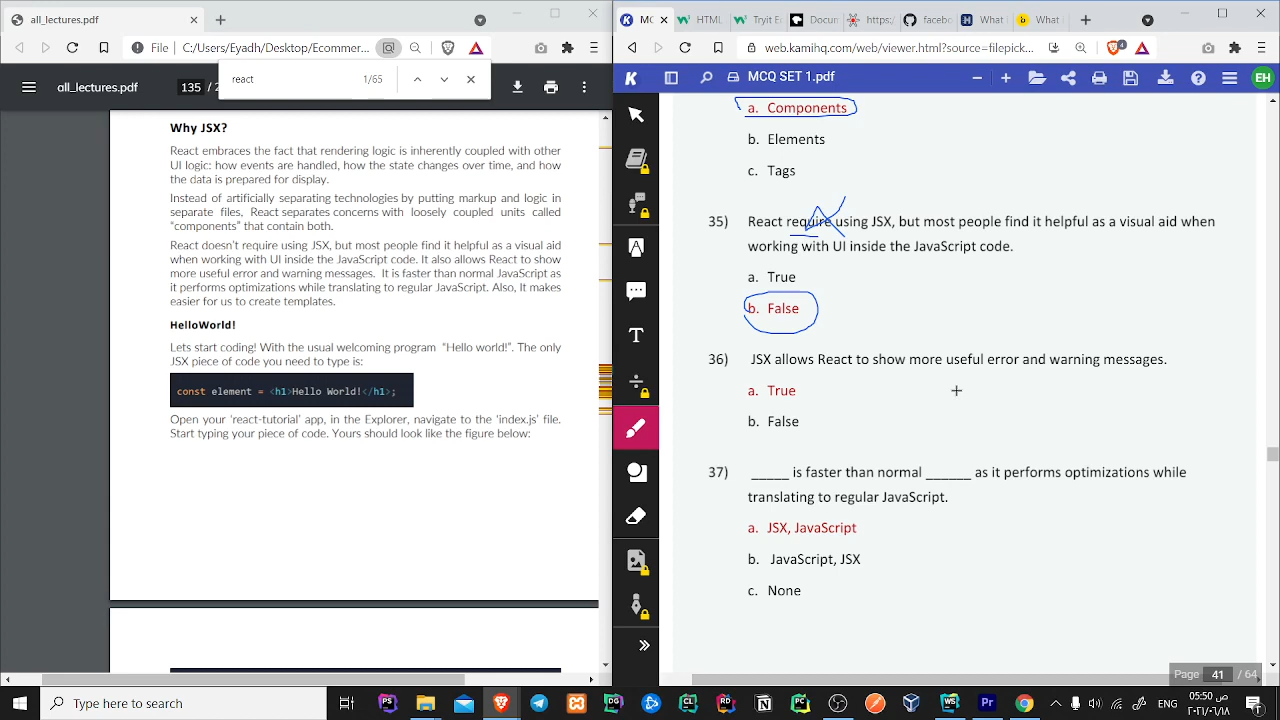 all_lectures.pdf
MC
HTML
Tryit E
Docum
https:/
facebo
What i
What
File
C:/Users/Eyadh/Desktop/Ecommer...
web.kamihq.com/web/viewer.html?source=filepick...
4
react
1/65
all_lectures.pdf
135 / 2
MCQ SET 1.pdf
EH
Why JSX?
React embraces the fact that rendering logic is inherently coupled with other
UI logic: how events are handled, how the state changes over time, and how
the data is prepared for display.
Instead of artificially separating technologies by putting markup and logic in
separate files, React separates concerns with loosely coupled units called
“components” that contain both.
React doesn’t require using JSX, but most people find it helpful as a visual aid
when working with UI inside the JavaScript code. It also allows React to show
more useful error and warning messages. It is faster than normal JavaScript as
it performs optimizations while translating to regular JavaScript. Also, It makes
easier for us to create templates.
HelloWorld!
Lets start coding! With the usual welcoming program “Hello world!”. The only
JSX piece of code you need to type is:
const element = <h1>Hello World!</h1>;
Open your ‘react-tutorial’ app, in the Explorer, navigate to the ‘index.js’ file.
Start typing your piece of code. Yours should look like the figure below:
a. Components
b. Elements
c. Tags
35) React require using JSX, but most people find it helpful as a visual aid when
working with UI inside the JavaScript code.
a. True
b. False
36) JSX allows React to show more useful error and warning messages.
a. True
b. False
37) _____ is faster than normal ______ as it performs optimizations while
translating to regular JavaScript.
a. JSX, JavaScript
b. JavaScript, JSX
c. None
Page 41 / 64
Type here to search
05:50 ص